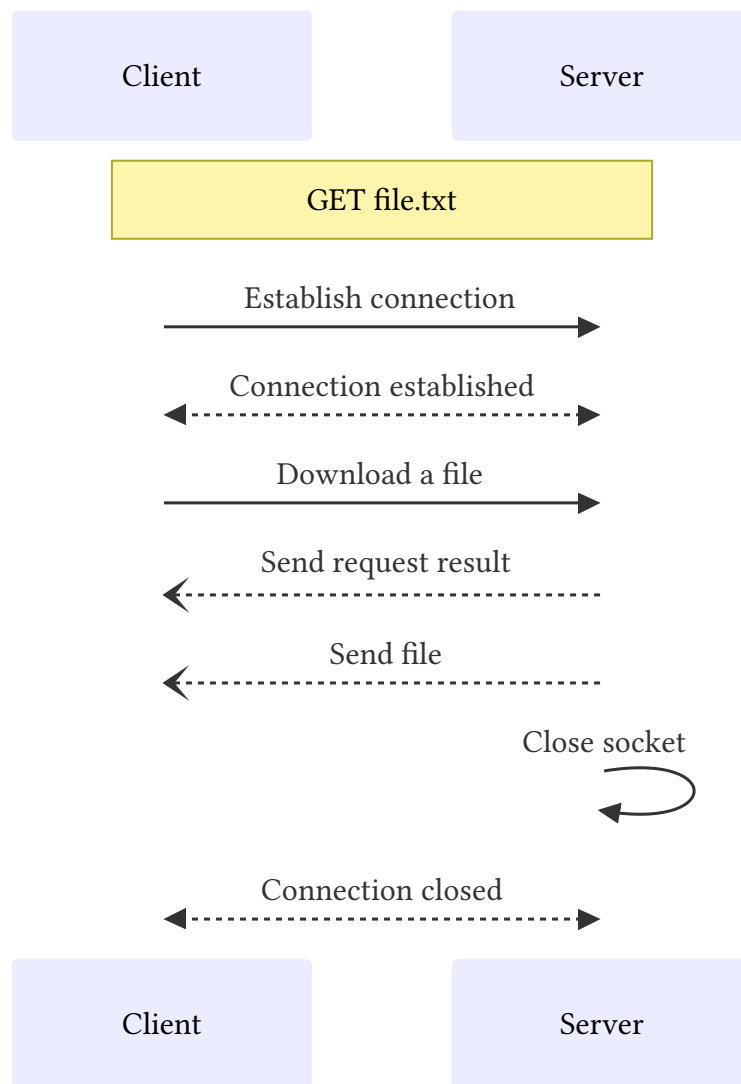 Client
Server
GET file.txt
Establish connection
Connection established
Download a file
Send request result
Send file
Close socket
Connection closed
Client
Server